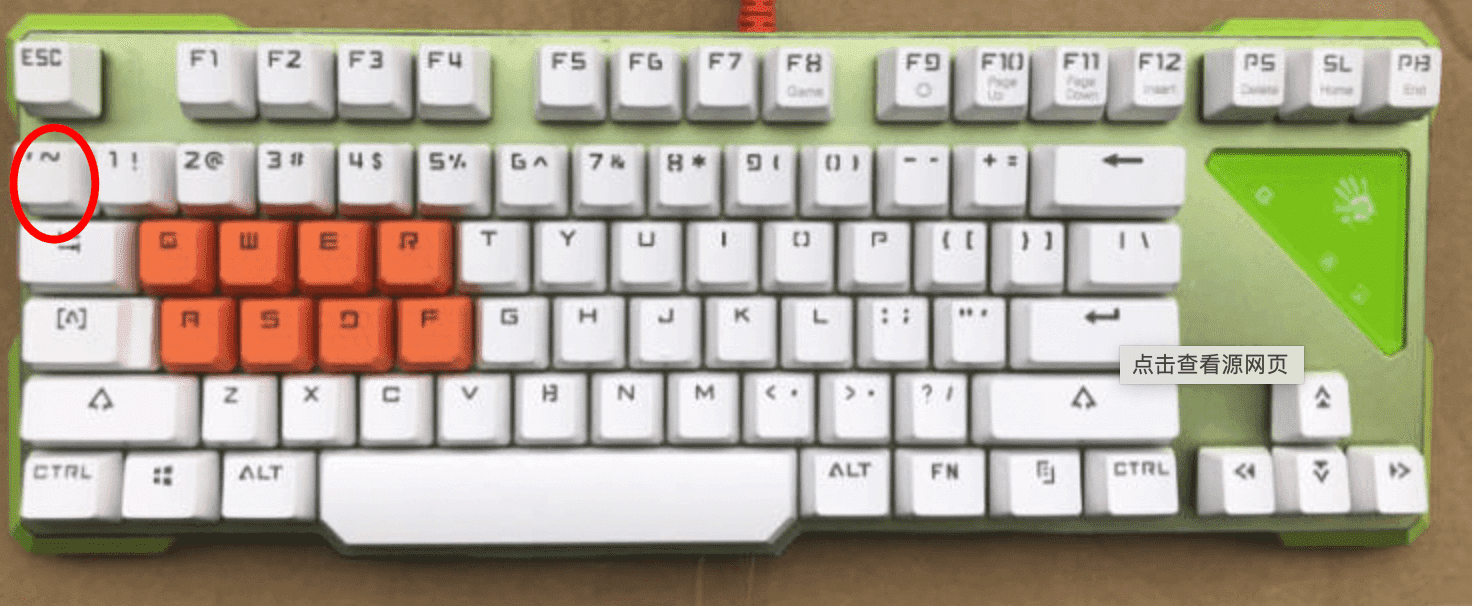 ESC F1 F2 F3 F4 F5 F6 F7 F8 F9 F10 F11 F12 PS SL PB
Game Page Up Page Down Insert Delete Home End
' ~ 1 ! 2 @ 3 # 4 $ 5 % 6 ^ 7 & 8 * 9 ( 0 ) - - + =
Q W E R T Y U I O P { [ } ] | \
[A] A S D F G H J K L : ; " '
Z X C V B N M < . > . ? /
点击查看源网页
CTRL ALT ALT FN CTRL